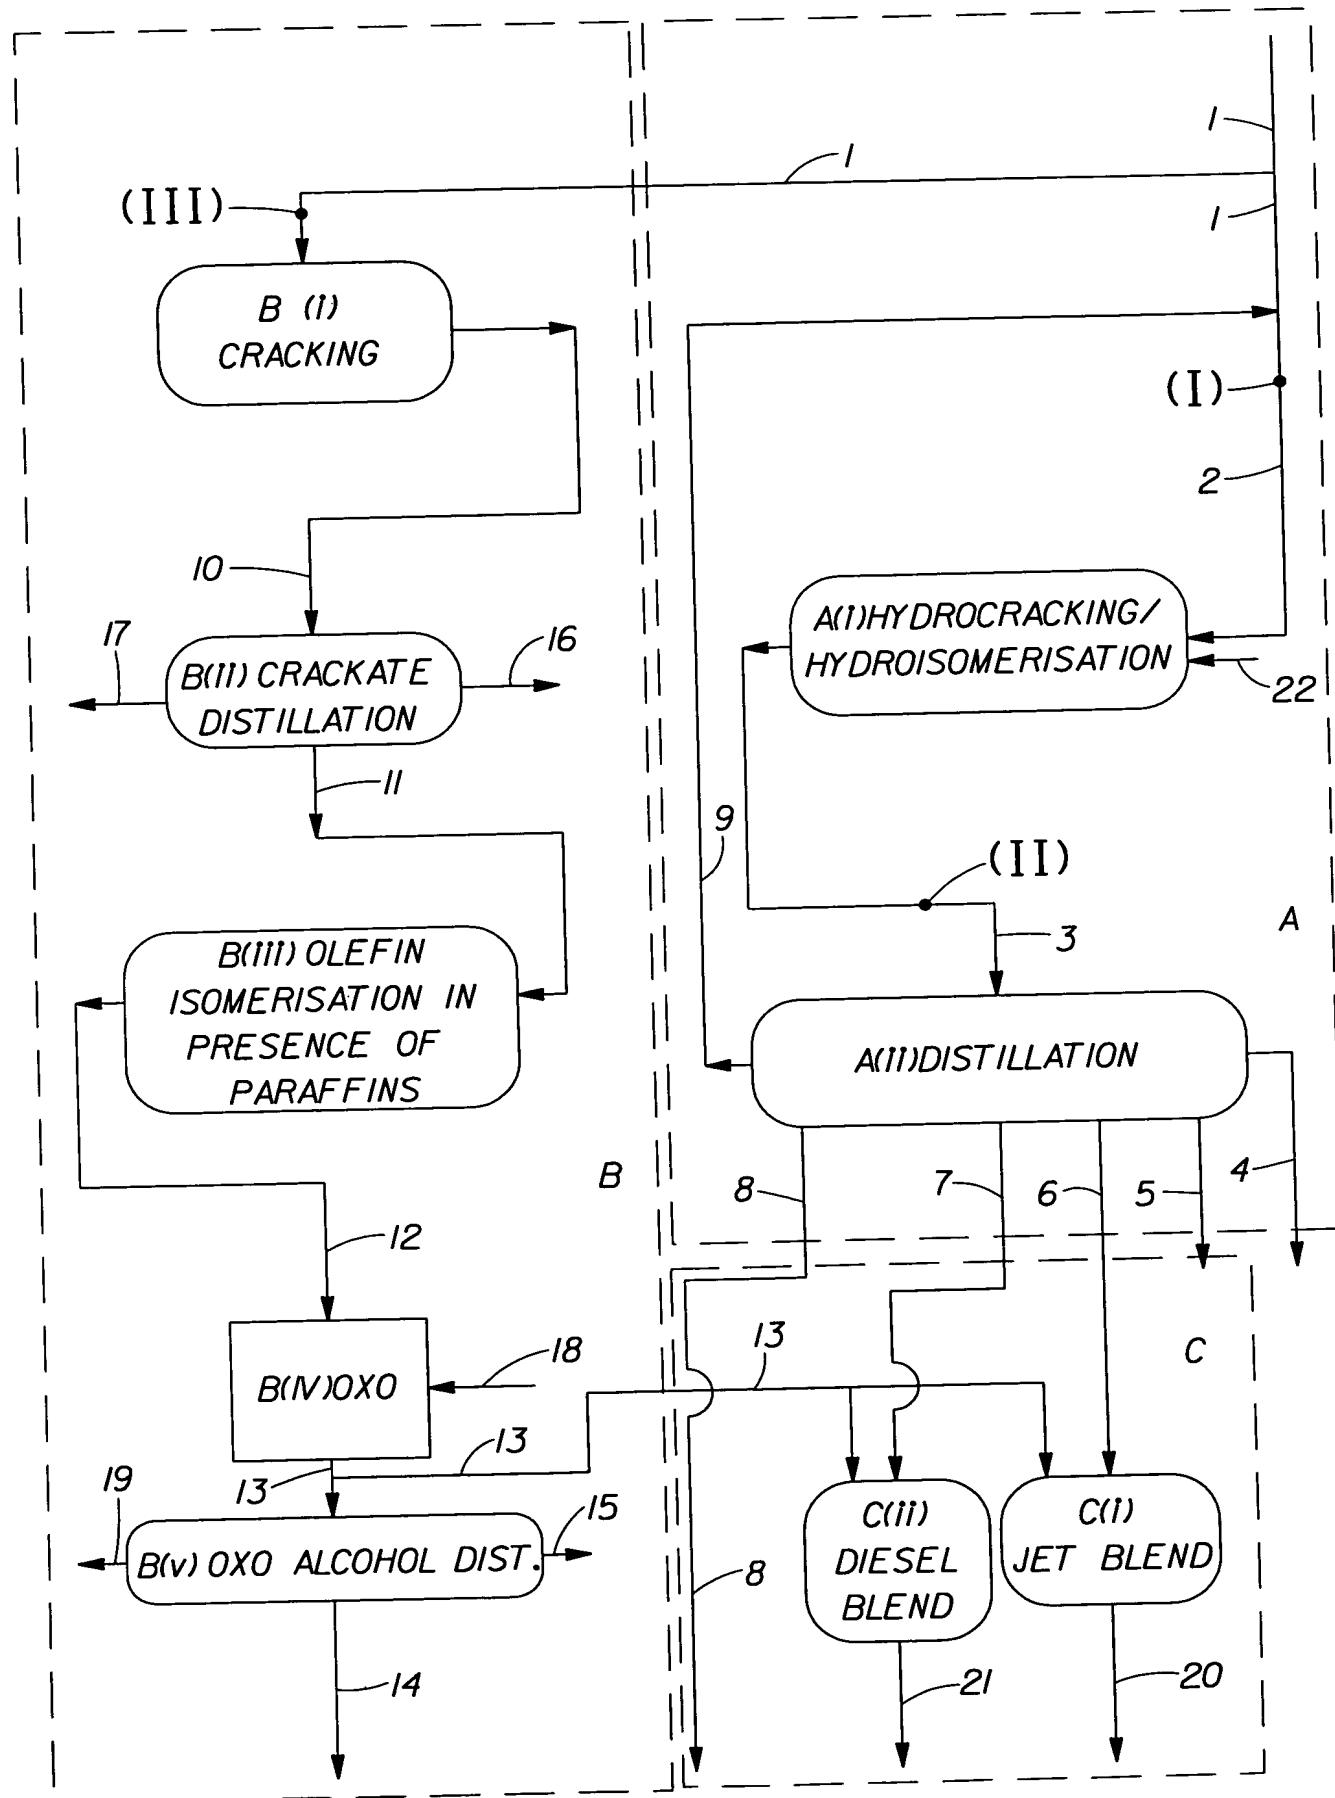 1
1
1
(III)
B (i)
CRACKING
(I)
2
10
A(i)HYDROCRACKING/
HYDROISOMERISATION
22
17
16
B(ii) CRACKATE
DISTILLATION
11
9
(II)
3
A
B(iii) OLEFIN
ISOMERISATION IN
PRESENCE OF
PARAFFINS
A(ii)DISTILLATION
B
8
7
6
5
4
12
13
C
18
B(IV)OXO
13
13
19
15
B(v) OXO ALCOHOL DIST.
C(ii)
DIESEL
BLEND
C(i)
JET BLEND
8
14
21
20